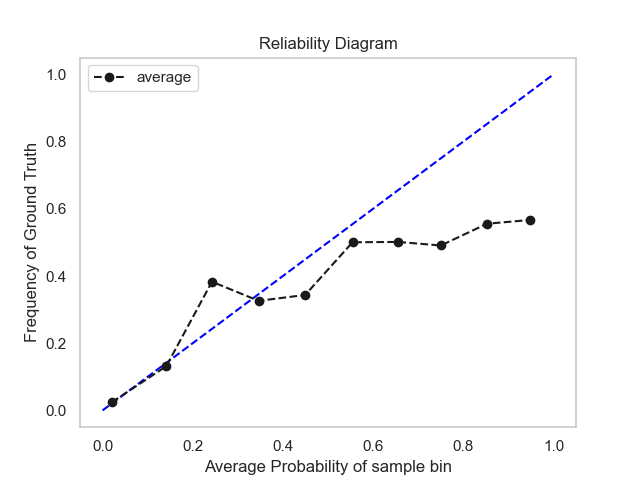 Reliability Diagram
average
Frequency of Ground Truth
1.0
0.8
0.6
0.4
0.2
0.0
0.0 0.2 0.4 0.6 0.8 1.0
Average Probability of sample bin